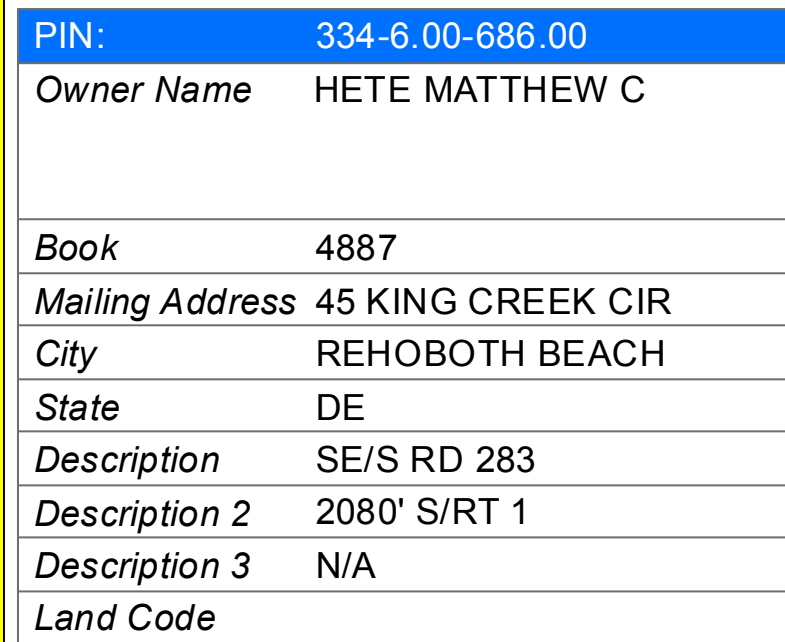 PIN: 334-6.00-686.00
Owner Name HETE MATTHEW C
Book 4887
Mailing Address 45 KING CREEK CIR
City REHOBOTH BEACH
State DE
Description SE/S RD 283
Description 2 2080' S/RT 1
Description 3 N/A
Land Code